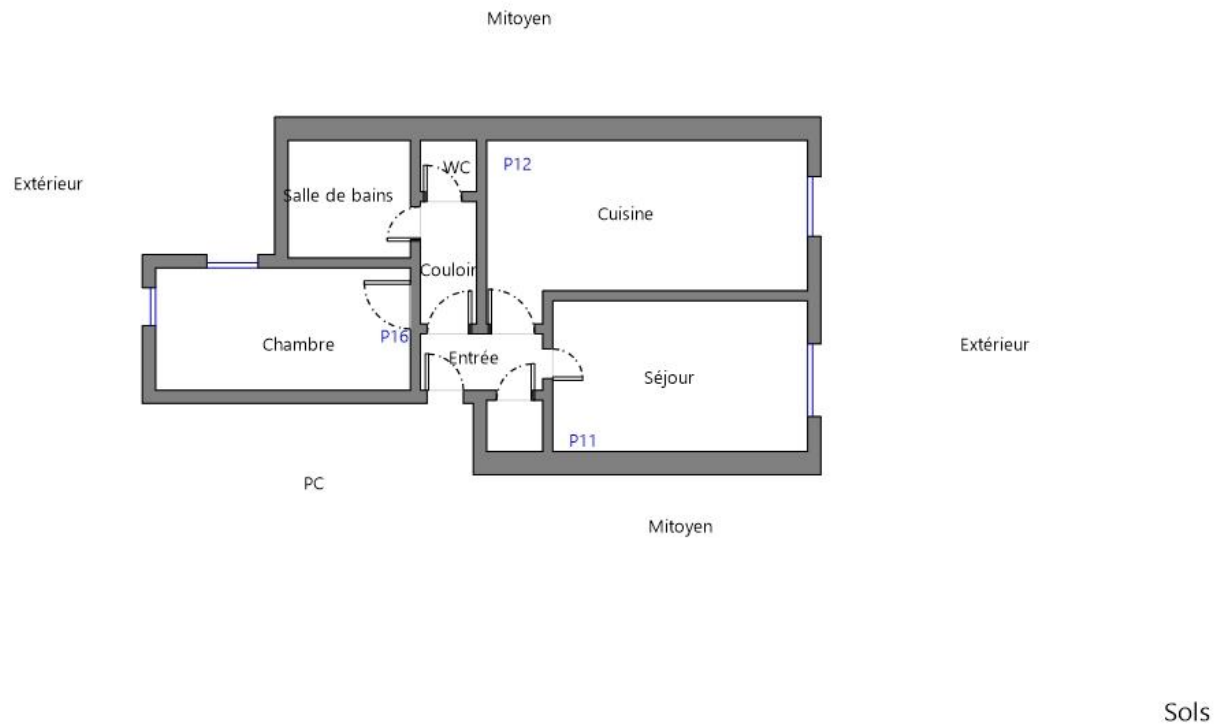 Mitoyen
Extérieur
Salle de bains
WC
P12
Cuisine
Couloir
Chambre
P16
Entrée
Séjour
Extérieur
P11
PC
Mitoyen
Sols